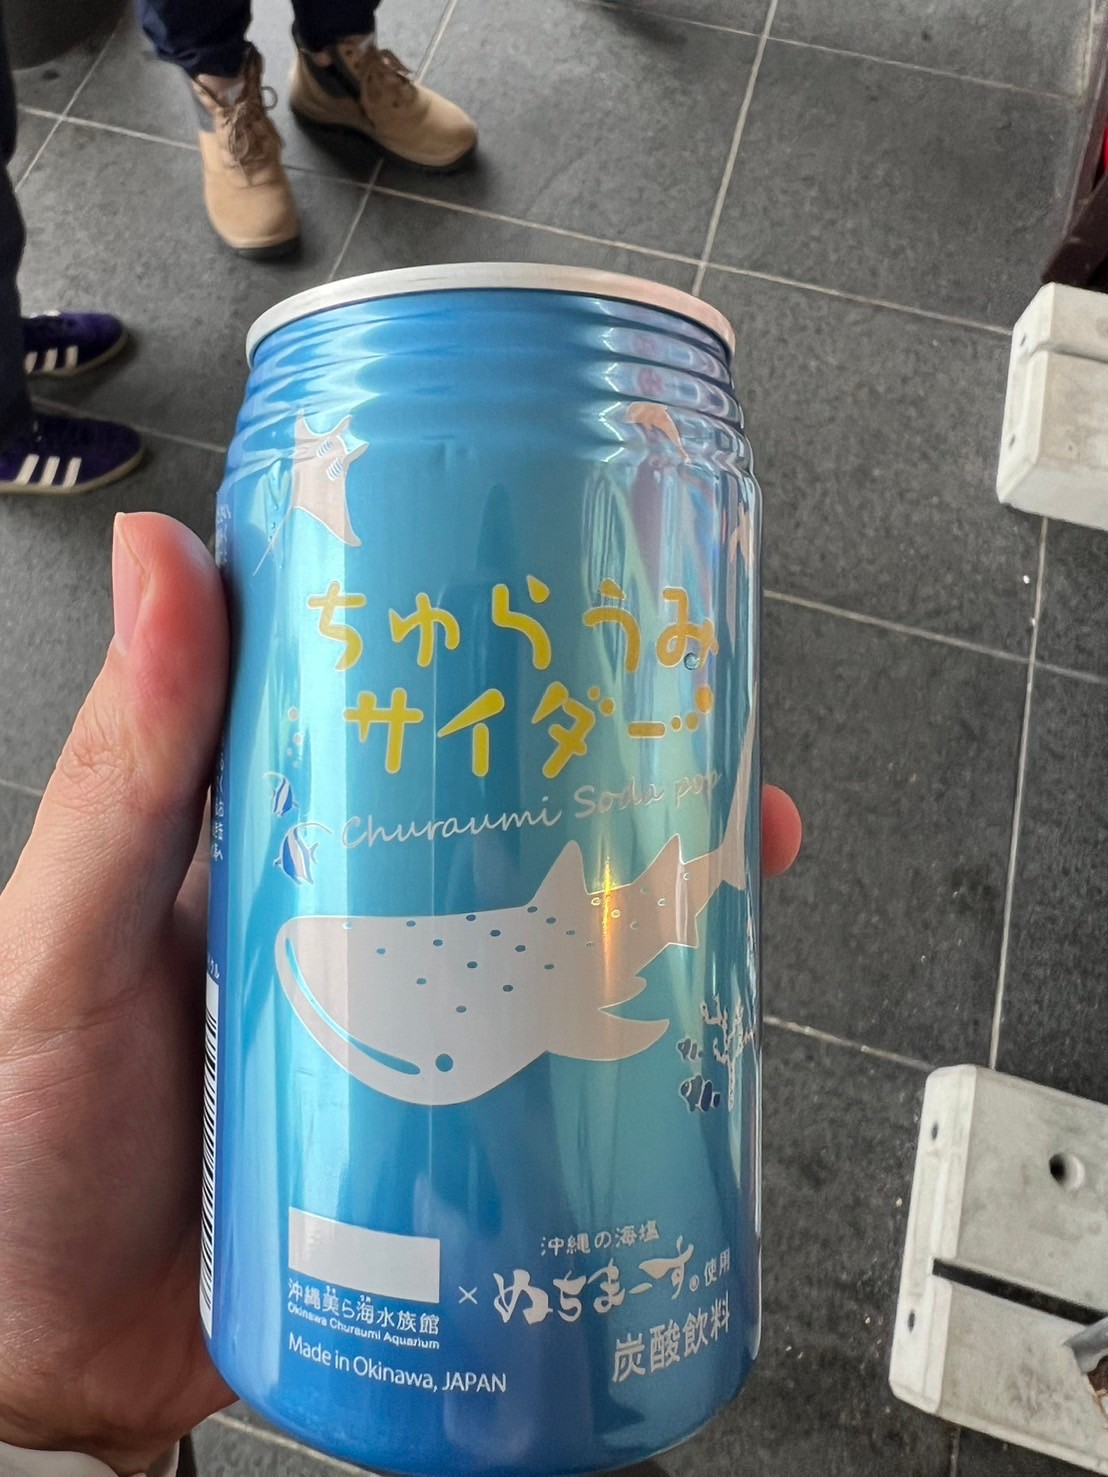 ちゅらうみ
サイダー
Churaumi Soda pop
沖縄美ら海水族館
Okinawa Churaumi Aquarium
×
沖縄の海塩
ぬちまーす®使用
Made in Okinawa, JAPAN
炭酸飲料